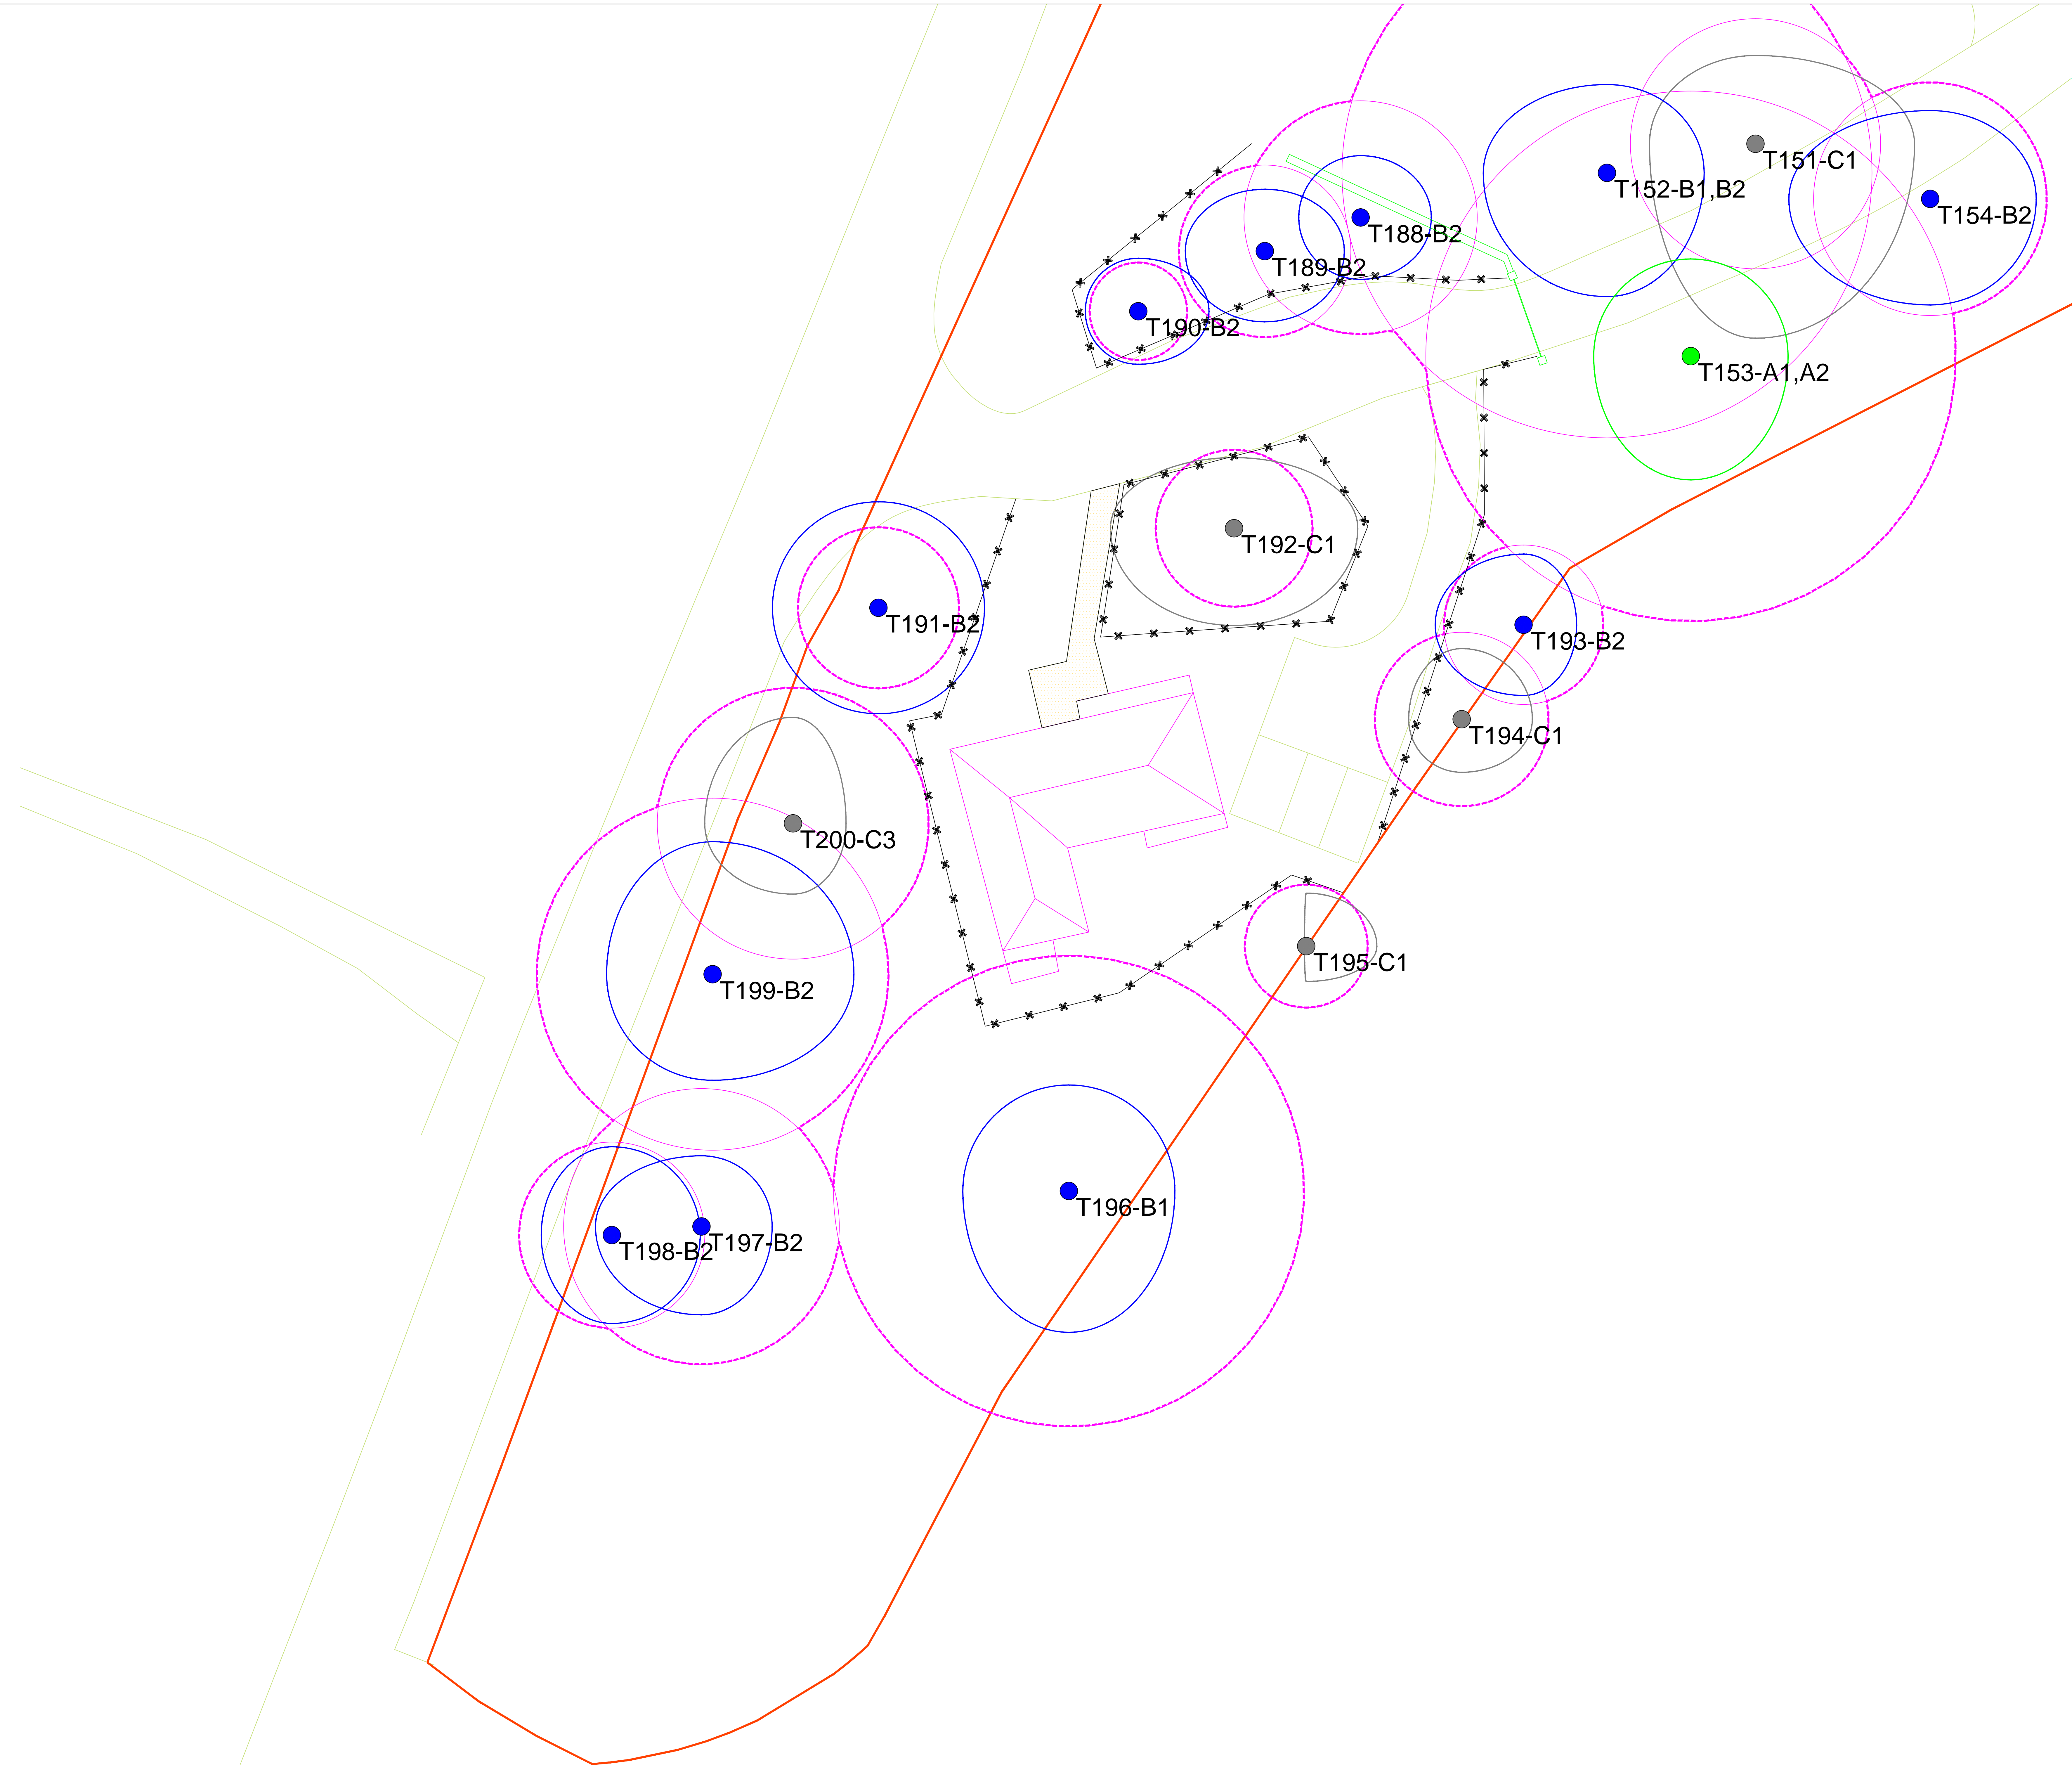 T151-C1
T152-B1,B2
T154-B2
T188-B2
T189-B2
T190-B2
T153-A1,A2
T192-C1
T191-B2
T193-B2
T194-C1
T200-C3
T195-C1
T199-B2
T196-B1
T198-B2
T197-B2